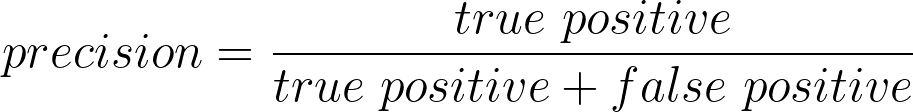 true positive
precision =
true positive + false positive